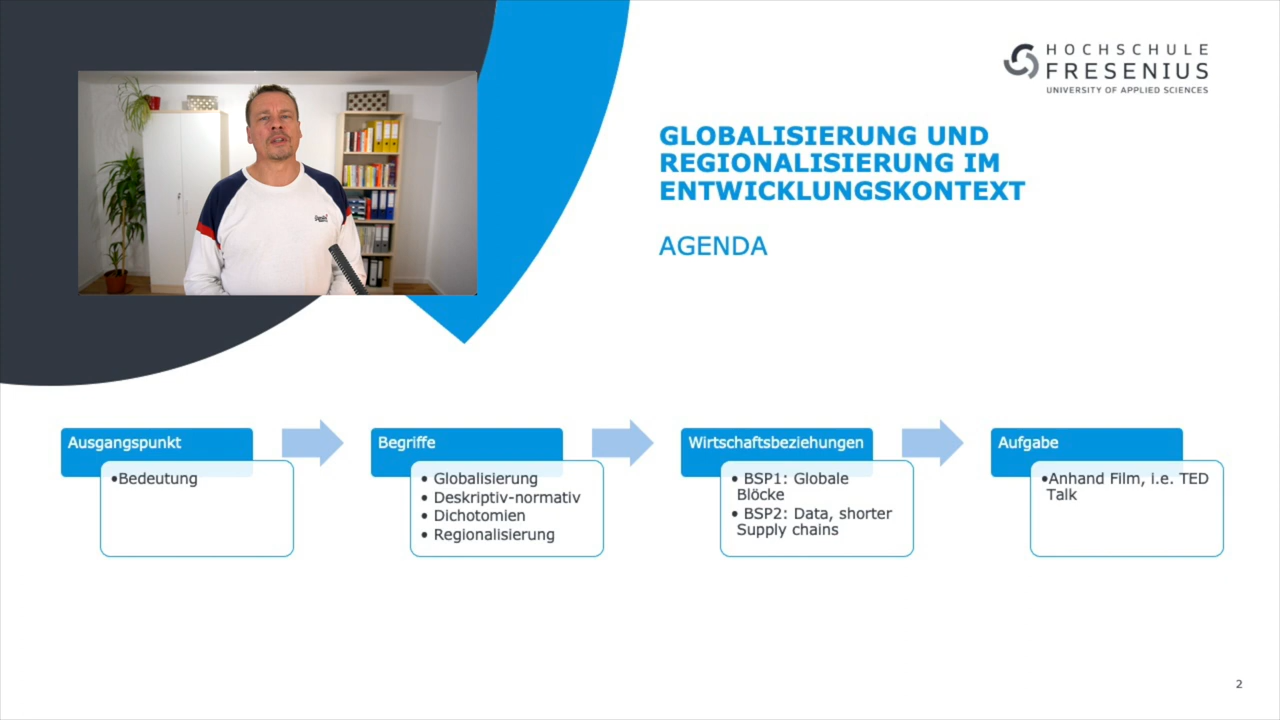 HOCHSCHULE
FRESENIUS
UNIVERSITY OF APPLIED SCIENCES
GLOBALISIERUNG UND
REGIONALISIERUNG IM
ENTWICKLUNGSKONTEXT
AGENDA
Ausgangspunkt
•Bedeutung
Begriffe
• Globalisierung
• Deskriptiv-normativ
• Dichotomien
• Regionalisierung
Wirtschaftsbeziehungen
• BSP1: Globale
Blöcke
• BSP2: Data, shorter
Supply chains
Aufgabe
•Anhand Film, i.e. TED
Talk
2